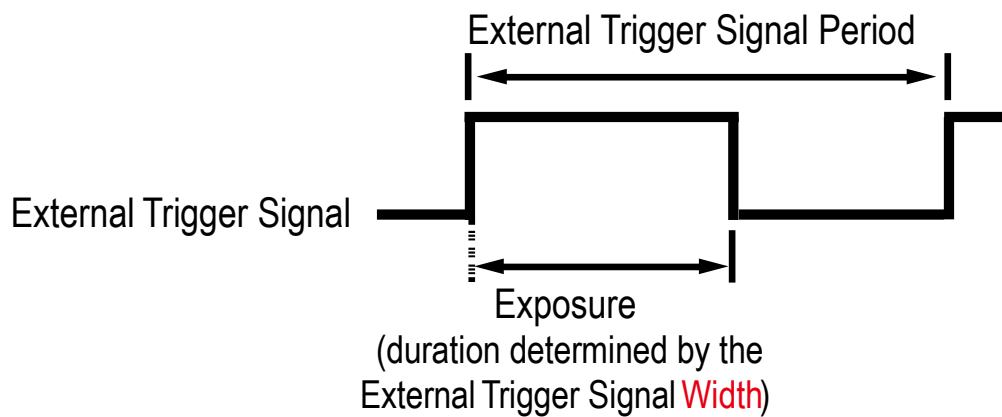 External Trigger Signal Period
External Trigger Signal
Exposure
(duration determined by the
External Trigger Signal Width)